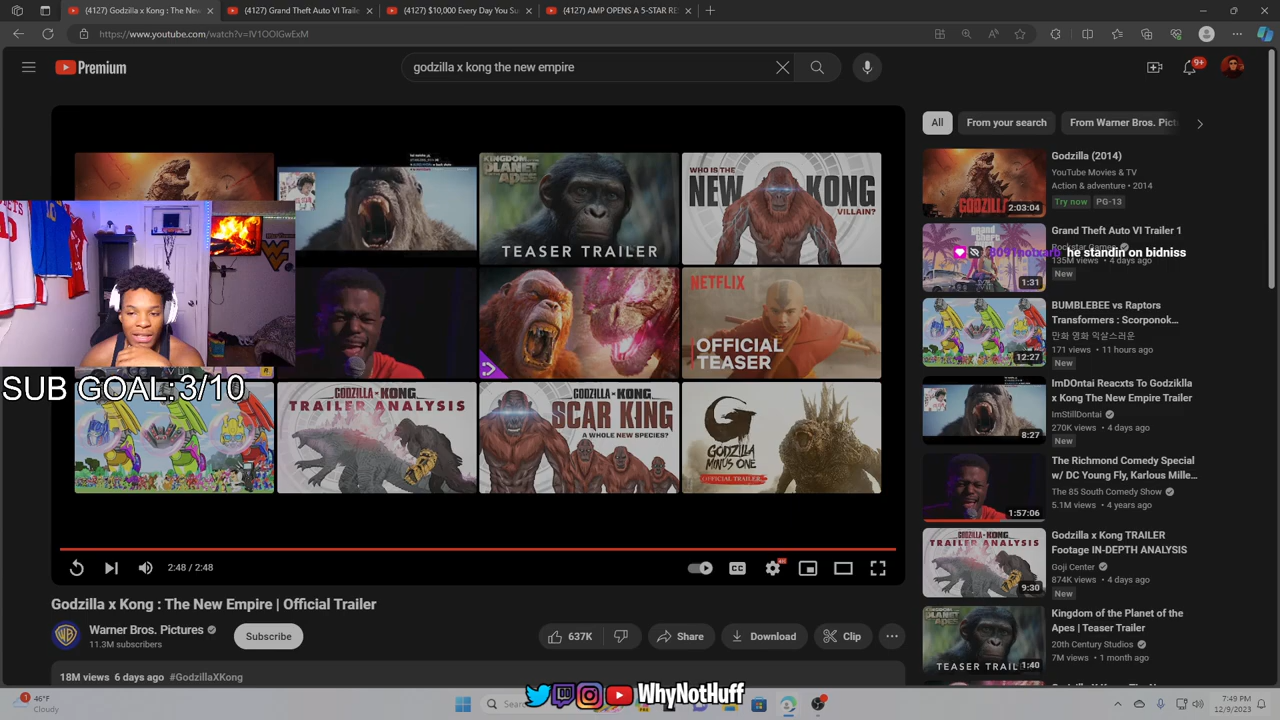 (4127) Godzilla x Kong : The New
(4127) Grand Theft Auto VI Trailer
(4127) $10,000 Every Day You Su
(4127) AMP OPENS A 5-STAR RE
https://www.youtube.com/watch?v=lV1OOlGwExM
Premium
godzilla x kong the new empire
9+
All
From your search
From Warner Bros. Pict
KINGDOM
PLANET
APES
TEASER TRAILER
WHO IS THE
NEW KONG
VILLAIN?
NETFLIX
OFFICIAL
TEASER
SUB GOAL: 3/10
GODZILLA x KONG
TRAILER ANALYSIS
GODZILLA x KONG
SCAR KING
A WHOLE NEW SPECIES?
GODZILLA
MINUS ONE
OFFICIAL TRAILER
2:48 / 2:48
CC
Godzilla x Kong : The New Empire | Official Trailer
Warner Bros. Pictures
11.3M subscribers
Subscribe
637K
Share
Download
Clip
18M views 6 days ago #GodzillaXKong
GODZILLA
2:03:04
Godzilla (2014)
YouTube Movies & TV
Action & adventure • 2014
Try now PG-13
1:31
Grand Theft Auto VI Trailer 1
Rockstar Games
135M views • 4 days ago
New
he standin on bidniss
12:27
BUMBLEBEE vs Raptors
Transformers : Scorponok...
만화 영화 익살스러운
171 views • 11 hours ago
New
8:27
ImDOntai Reacxts To Godziklla
x Kong The New Empire Trailer
ImStillDontai
270K views • 4 days ago
New
1:57:06
The Richmond Comedy Special
w/ DC Young Fly, Karlous Mille...
The 85 South Comedy Show
5.1M views • 4 years ago
TRAILER ANALYSIS
9:30
Godzilla x Kong TRAILER
Footage IN-DEPTH ANALYSIS
Goji Center
874K views • 4 days ago
New
TEASER TRAIL
1:40
Kingdom of the Planet of the
Apes | Teaser Trailer
20th Century Studios
7M views • 1 month ago
46°F
Cloudy
Sear
WhyNotHuff
7:49 PM
12/9/2023